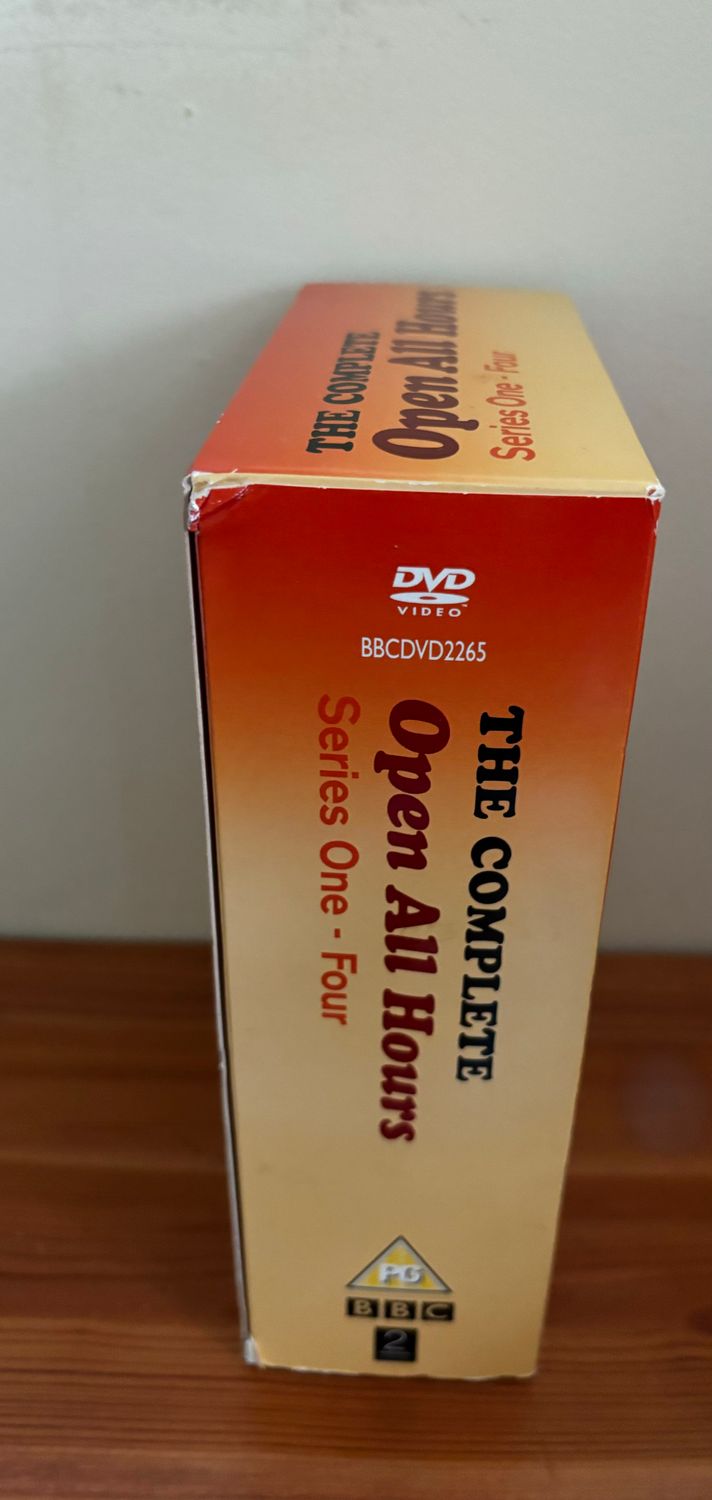 THE COMPLETE
Open All Hours
Series One - Four
DVD
VIDEO™
BBCDVD2265
THE COMPLETE
Open All Hours
Series One - Four
PG
BBC
2